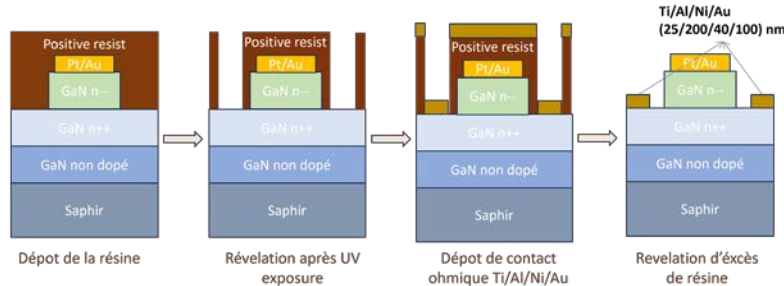 Positive resist
Pt/Au
GaN n--
GaN n++
GaN non dopé
Saphir
Dépot de la résine
Positive resist
Pt/Au
GaN n--
GaN n++
GaN non dopé
Saphir
Révelation après UV
exposure
Positive resist
Pt/Au
GaN n--
GaN n++
GaN non dopé
Saphir
Dépot de contact
ohmique Ti/Al/Ni/Au
Ti/Al/Ni/Au
(25/200/40/100) nm
Pt/Au
GaN n--
GaN n++
GaN non dopé
Saphir
Revelation d'éxcès
de résine